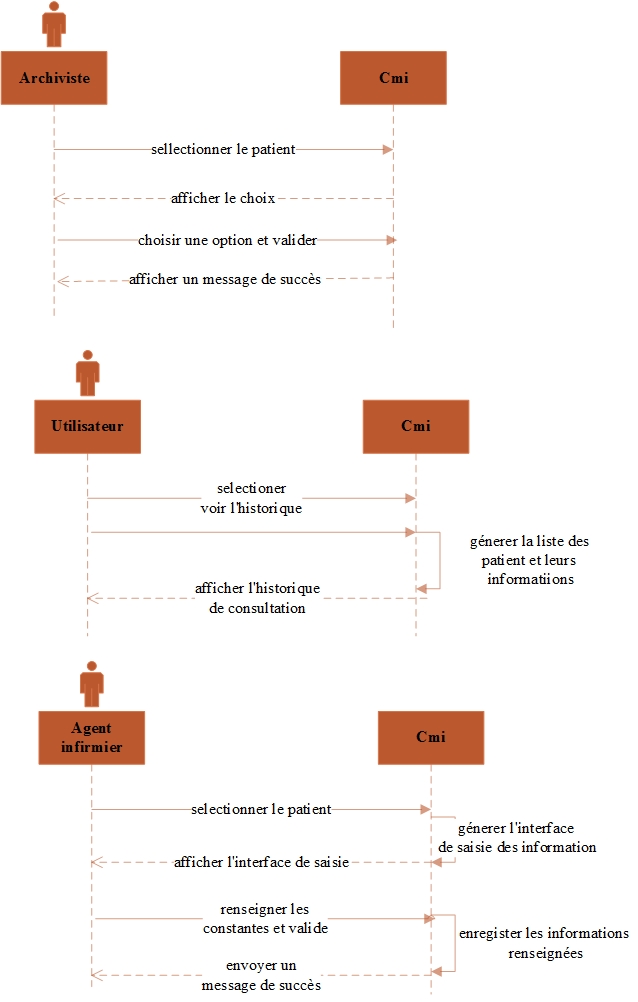 Archiviste
Cmi
sellectionner le patient
afficher le choix
choisir une option et valider
afficher un message de succès
Utilisateur
Cmi
selectioner
voir l'historique
génerer la liste des
patient et leurs
informatiions
afficher l'historique
de consultation
Agent
infirmier
Cmi
selectionner le patient
génerer l'interface
de saisie des information
afficher l'interface de saisie
renseigner les
constantes et valide
enregister les informations
renseignées
envoyer un
message de succès